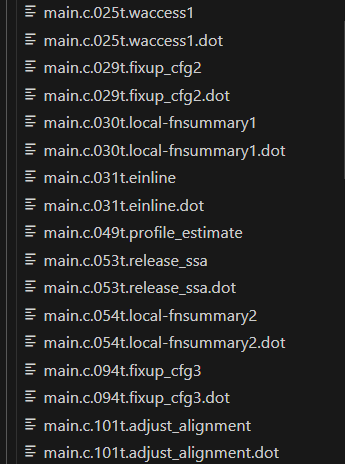 main.c.025t.waccess1
main.c.025t.waccess1.dot
main.c.029t.fixup_cfg2
main.c.029t.fixup_cfg2.dot
main.c.030t.local-fnsummary1
main.c.030t.local-fnsummary1.dot
main.c.031t.einline
main.c.031t.einline.dot
main.c.049t.profile_estimate
main.c.053t.release_ssa
main.c.053t.release_ssa.dot
main.c.054t.local-fnsummary2
main.c.054t.local-fnsummary2.dot
main.c.094t.fixup_cfg3
main.c.094t.fixup_cfg3.dot
main.c.101t.adjust_alignment
main.c.101t.adjust_alignment.dot